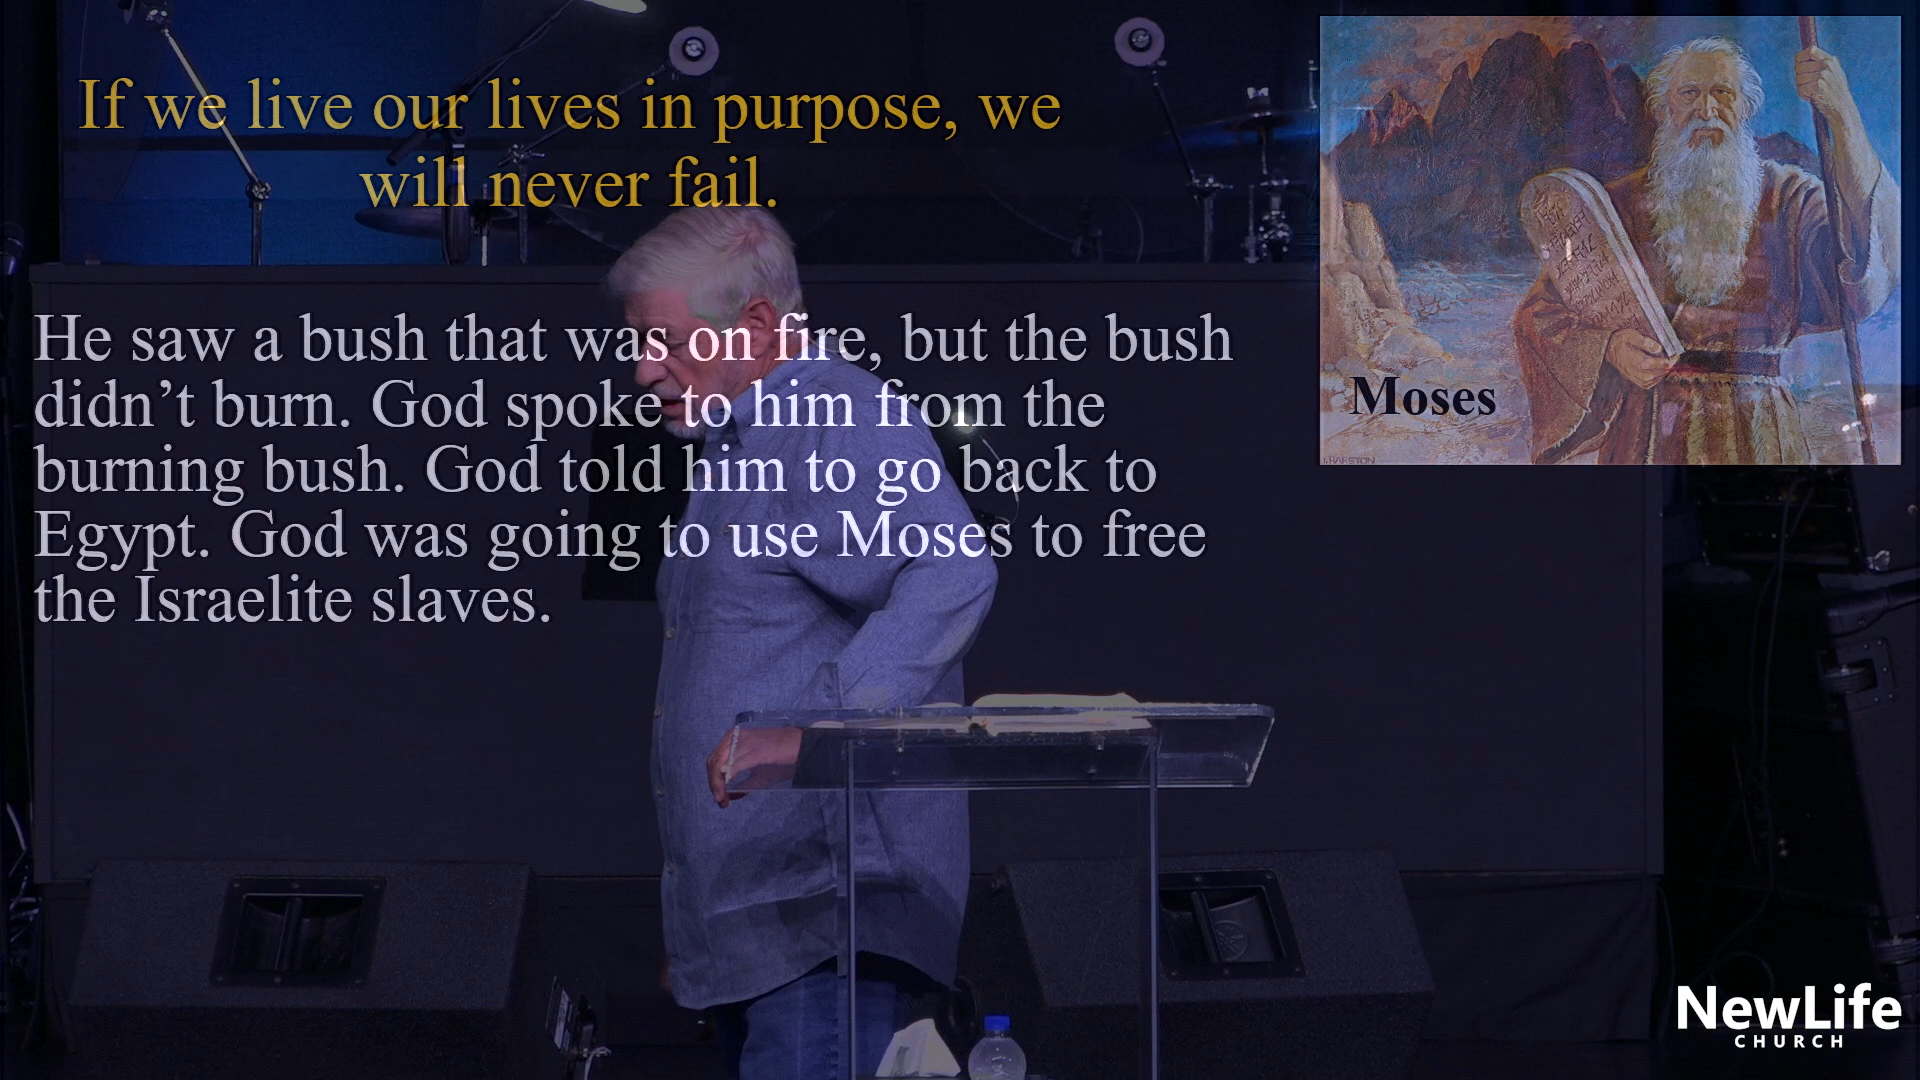 If we live our lives in purpose, we
will never fail.
He saw a bush that was on fire, but the bush
didn’t burn. God spoke to him from the
burning bush. God told him to go back to
Egypt. God was going to use Moses to free
the Israelite slaves.
Moses
NewLife
CHURCH